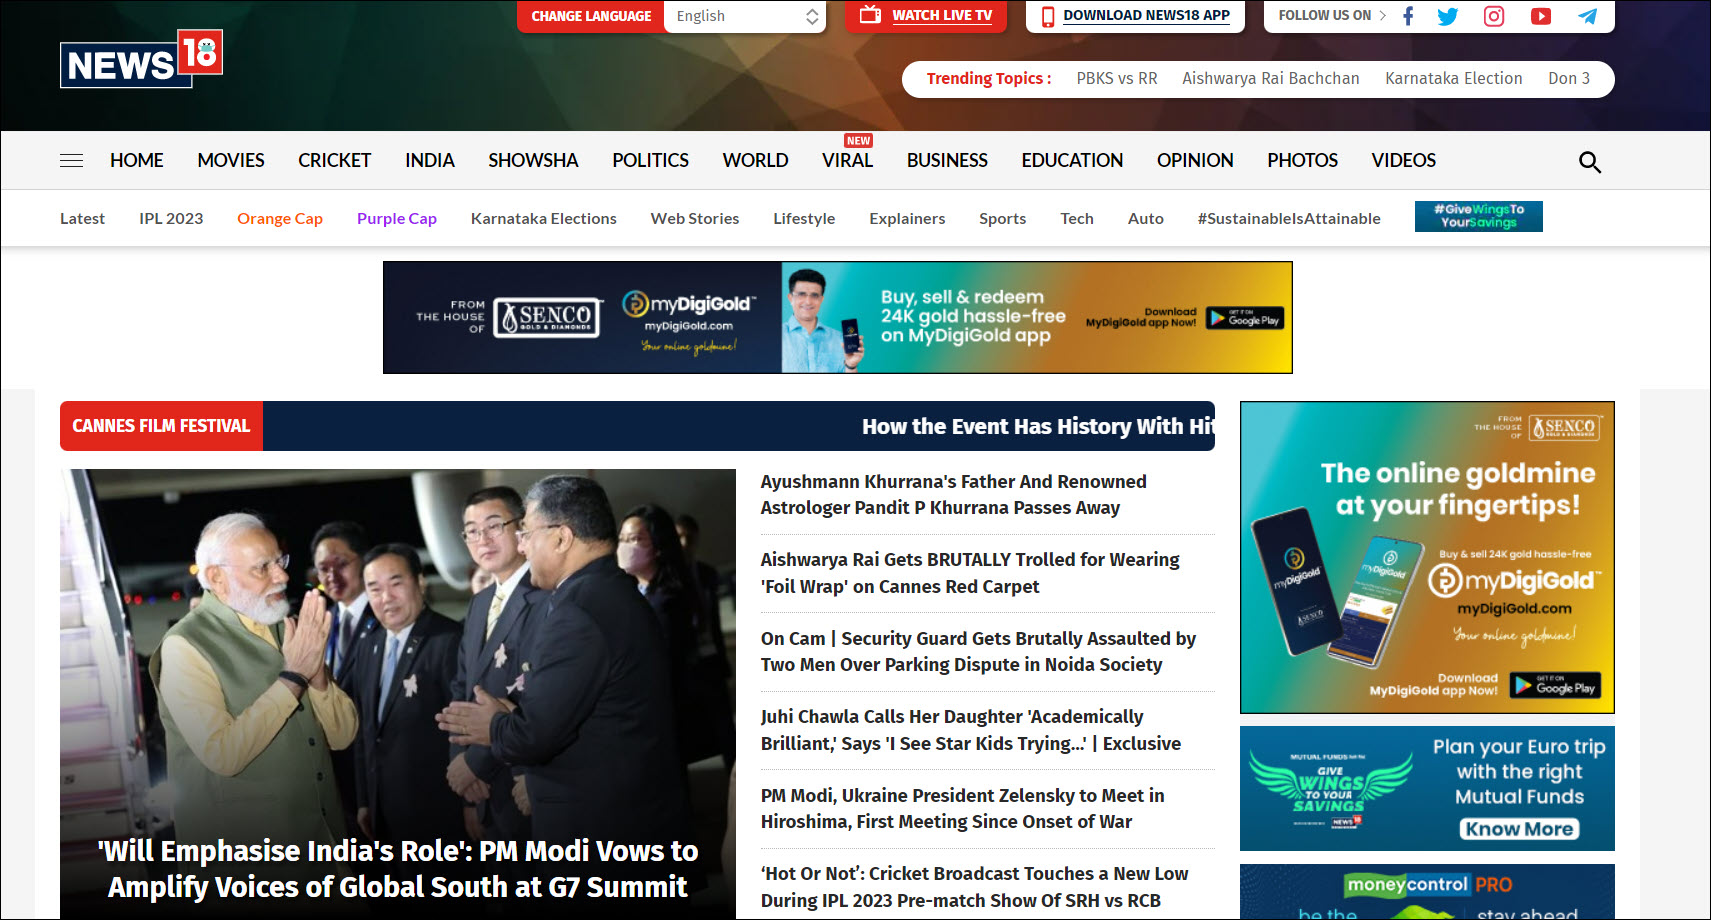 CHANGE LANGUAGE English
WATCH LIVE TV
DOWNLOAD NEWS18 APP
FOLLOW US ON
NEWS 18
Trending Topics : PBKS vs RR Aishwarya Rai Bachchan Karnataka Election Don 3
NEW
HOME MOVIES CRICKET INDIA SHOWSHA POLITICS WORLD VIRAL BUSINESS EDUCATION OPINION PHOTOS VIDEOS
Latest IPL 2023 Orange Cap Purple Cap Karnataka Elections Web Stories Lifestyle Explainers Sports Tech Auto #SustainableIsAttainable
#GiveWingsTo
YourSavings
FROM
THE HOUSE
OF
SENCO
GOLD & DIAMONDS
myDigiGold™
myDigiGold.com
Your online goldmine!
Buy, sell & redeem
24K gold hassle-free
on MyDigiGold app
Download
MyDigiGold app Now!
GET IT ON
Google Play
CANNES FILM FESTIVAL
How the Event Has History With Hit
'Will Emphasise India's Role': PM Modi Vows to
Amplify Voices of Global South at G7 Summit
Ayushmann Khurrana's Father And Renowned
Astrologer Pandit P Khurrana Passes Away
Aishwarya Rai Gets BRUTALLY Trolled for Wearing
'Foil Wrap' on Cannes Red Carpet
On Cam | Security Guard Gets Brutally Assaulted by
Two Men Over Parking Dispute in Noida Society
Juhi Chawla Calls Her Daughter 'Academically
Brilliant,' Says 'I See Star Kids Trying...' | Exclusive
PM Modi, Ukraine President Zelensky to Meet in
Hiroshima, First Meeting Since Onset of War
‘Hot Or Not’: Cricket Broadcast Touches a New Low
During IPL 2023 Pre-match Show Of SRH vs RCB
FROM
THE HOUSE
OF
SENCO
GOLD & DIAMONDS
The online goldmine
at your fingertips!
myDigiGold
SENCO
myDigiGold
Buy & sell 24K gold hassle-free
myDigiGold™
myDigiGold.com
Your online goldmine!
Download
MyDigiGold app Now!
GET IT ON
Google Play
MUTUAL FUNDS
GIVE
WINGS
TO YOUR
SAVINGS
NEWS18
Plan your Euro trip
with the right
Mutual Funds
Know More
moneycontrol PRO
be the
stay ahead